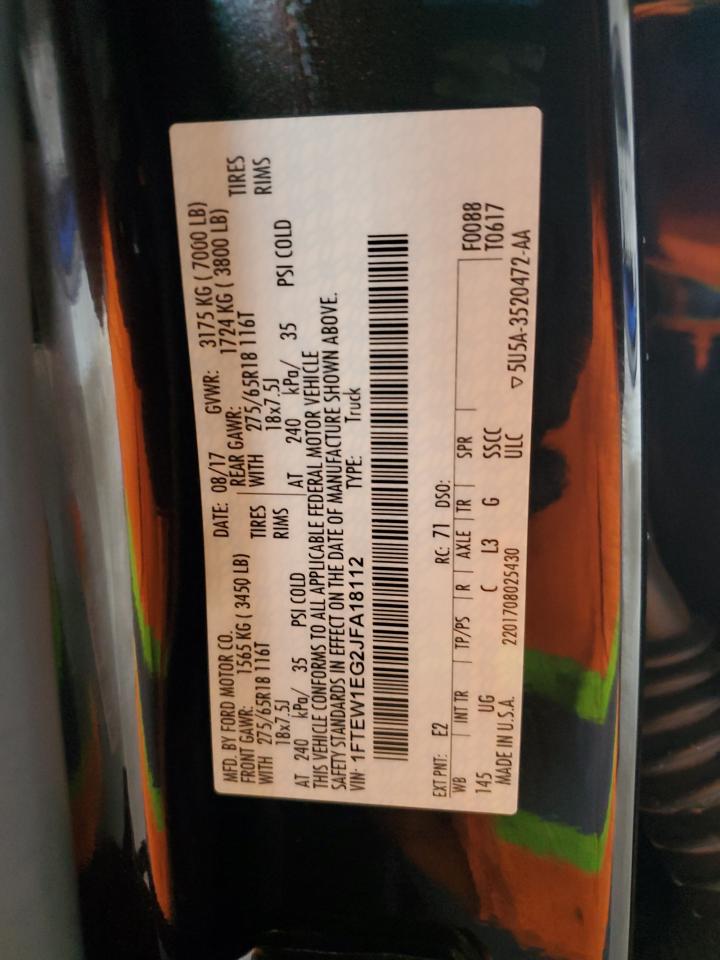 MFD. BY FORD MOTOR CO. DATE: 08/17 GVWR: 3175 KG ( 7000 LB)
FRONT GAWR: 1565 KG ( 3450 LB) REAR GAWR: 1724 KG ( 3800 LB)
WITH 275/65R18 116T TIRES WITH 275/65R18 116T TIRES
18x7.5J RIMS 18x7.5J RIMS
AT 240 kPa/ 35 PSI COLD AT 240 kPa/ 35 PSI COLD
THIS VEHICLE CONFORMS TO ALL APPLICABLE FEDERAL MOTOR VEHICLE
SAFETY STANDARDS IN EFFECT ON THE DATE OF MANUFACTURE SHOWN ABOVE.
VIN: 1FTEW1EG2JFA18112 TYPE: Truck
EXT PNT: E2 RC: 71 DSO: F0088
WB INT TR TP/PS R AXLE TR SPR T0617
145 UG C L3 G SSCC
MADE IN U.S.A. 2201708025430 ULC ▽5U5A-3520472-AA